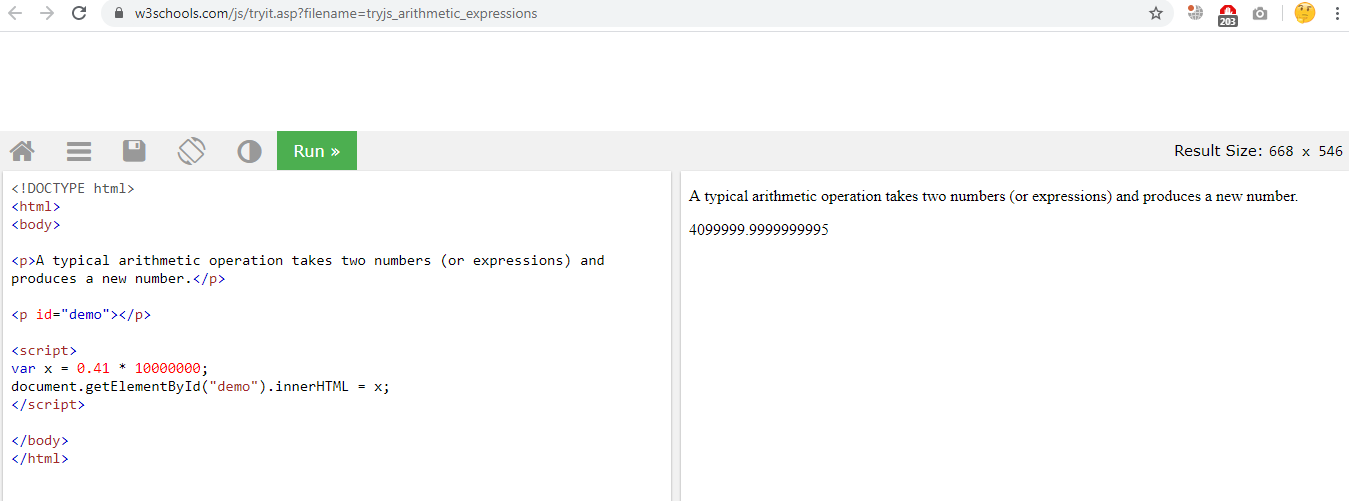 w3schools.com/js/tryit.asp?filename=tryjs_arithmetic_expressions
203
Run »
Result Size: 668 x 546
<!DOCTYPE html>
<html>
<body>
<p>A typical arithmetic operation takes two numbers (or expressions) and
produces a new number.</p>
<p id="demo"></p>
<script>
var x = 0.41 * 10000000;
document.getElementById("demo").innerHTML = x;
</script>
</body>
</html>
A typical arithmetic operation takes two numbers (or expressions) and produces a new number.
4099999.9999999995